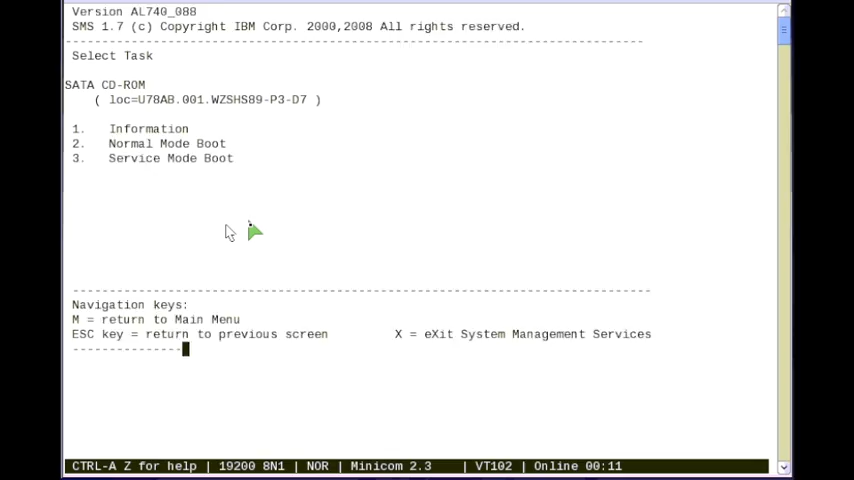 Version AL740_088
SMS 1.7 (c) Copyright IBM Corp. 2000,2008 All rights reserved.
-------------------------------------------------------------------------------
Select Task
SATA CD-ROM
( loc=U78AB.001.WZSHS89-P3-D7 )
1. Information
2. Normal Mode Boot
3. Service Mode Boot
-------------------------------------------------------------------------------
Navigation keys:
M = return to Main Menu
ESC key = return to previous screen X = eXit System Management Services
---------------
CTRL-A Z for help | 19200 8N1 | NOR | Minicom 2.3 | VT102 | Online 00:11